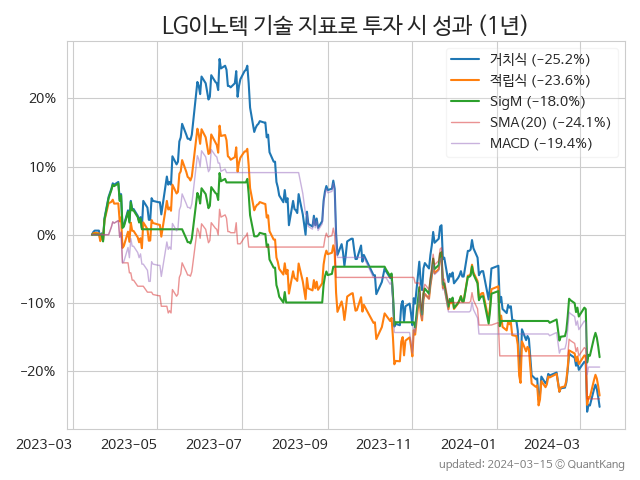 LG이노텍 기술 지표로 투자 시 성과 (1년)
거치식 (−25.2%)
적립식 (−23.6%)
SigM (−18.0%)
SMA(20) (−24.1%)
MACD (−19.4%)
20%
10%
0%
−10%
−20%
2023−03 2023−05 2023−07 2023−09 2023−11 2024−01 2024−03
updated: 2024−03−15 ⓒ QuantKang